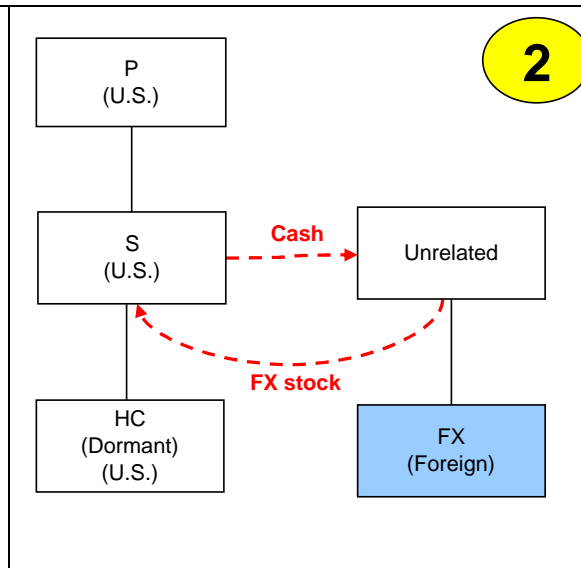 P
(U.S.)
2
S
(U.S.)
Cash
Unrelated
FX stock
HC
(Dormant)
(U.S.)
FX
(Foreign)